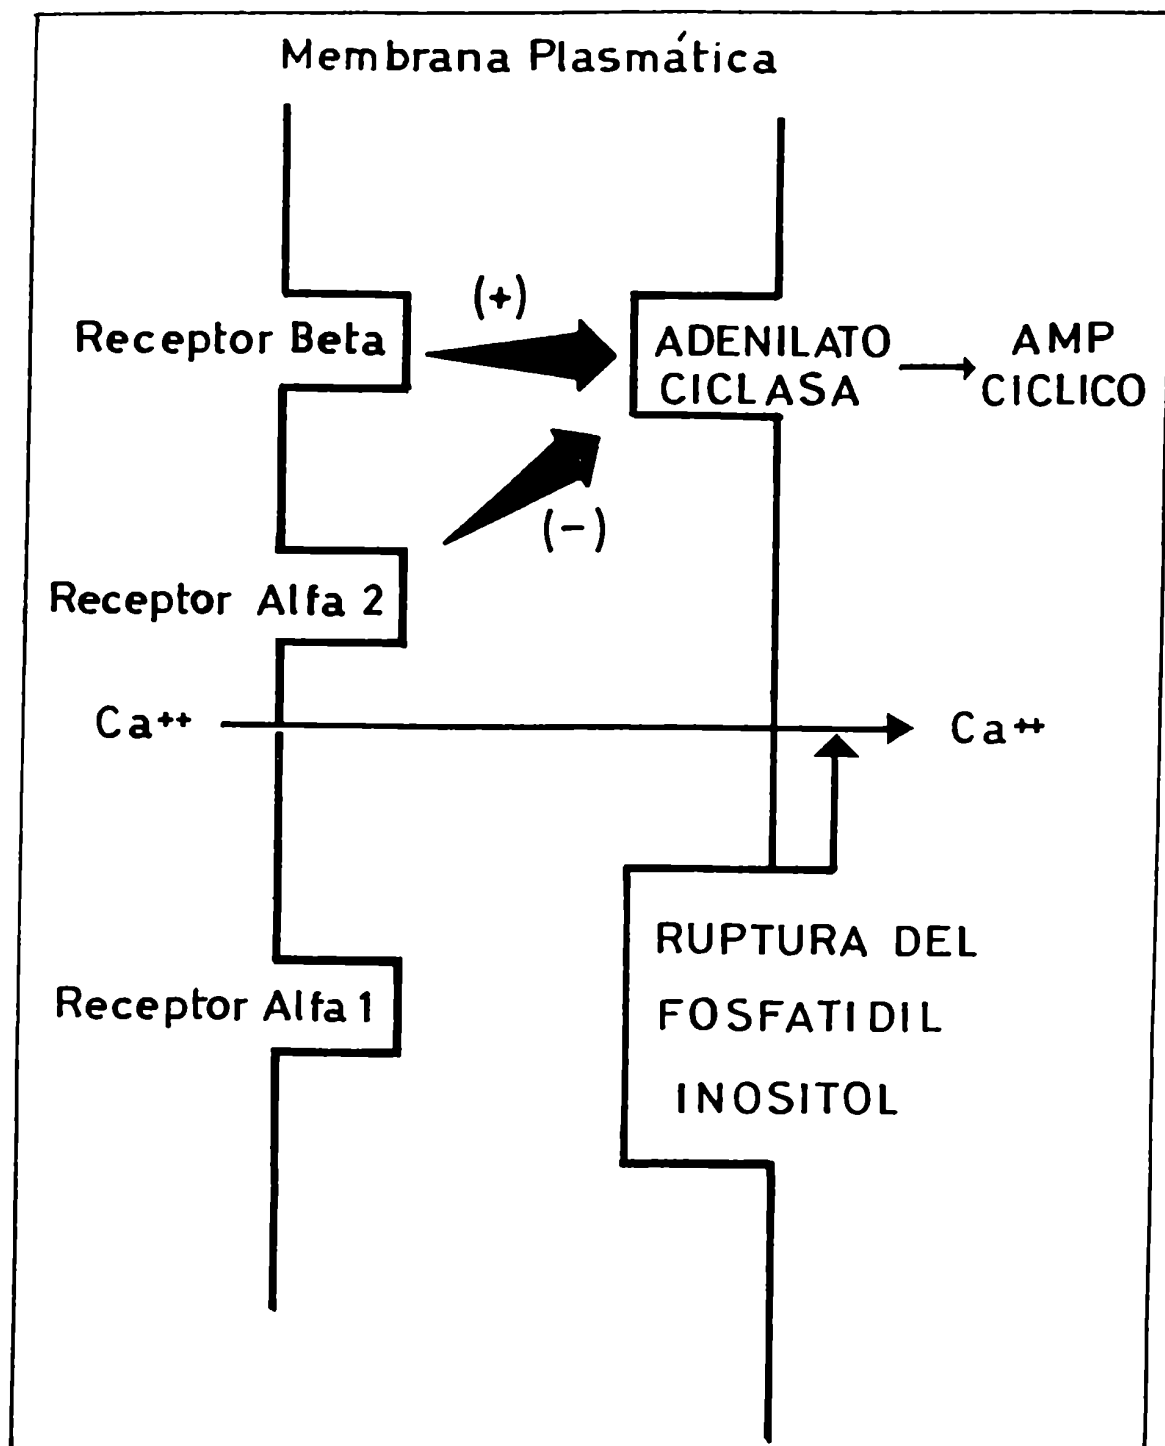 Membrana Plasmática
(+)
Receptor Beta
ADENILATO
CICLASA
AMP
CICLICO
(-)
Receptor Alfa 2
Ca++
Ca++
RUPTURA DEL
FOSFATIDIL
INOSITOL
Receptor Alfa 1